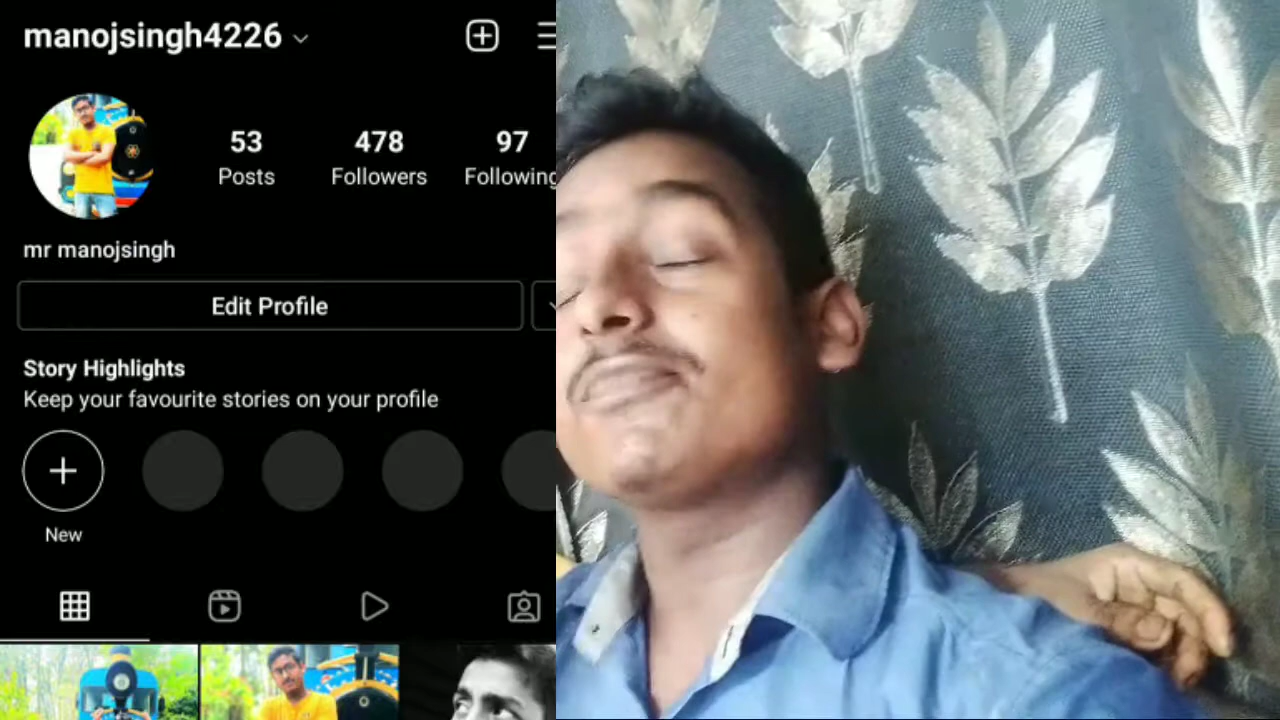 manojsingh4226
53 478 97
Posts Followers Following
mr manojsingh
Edit Profile
Story Highlights
Keep your favourite stories on your profile
New